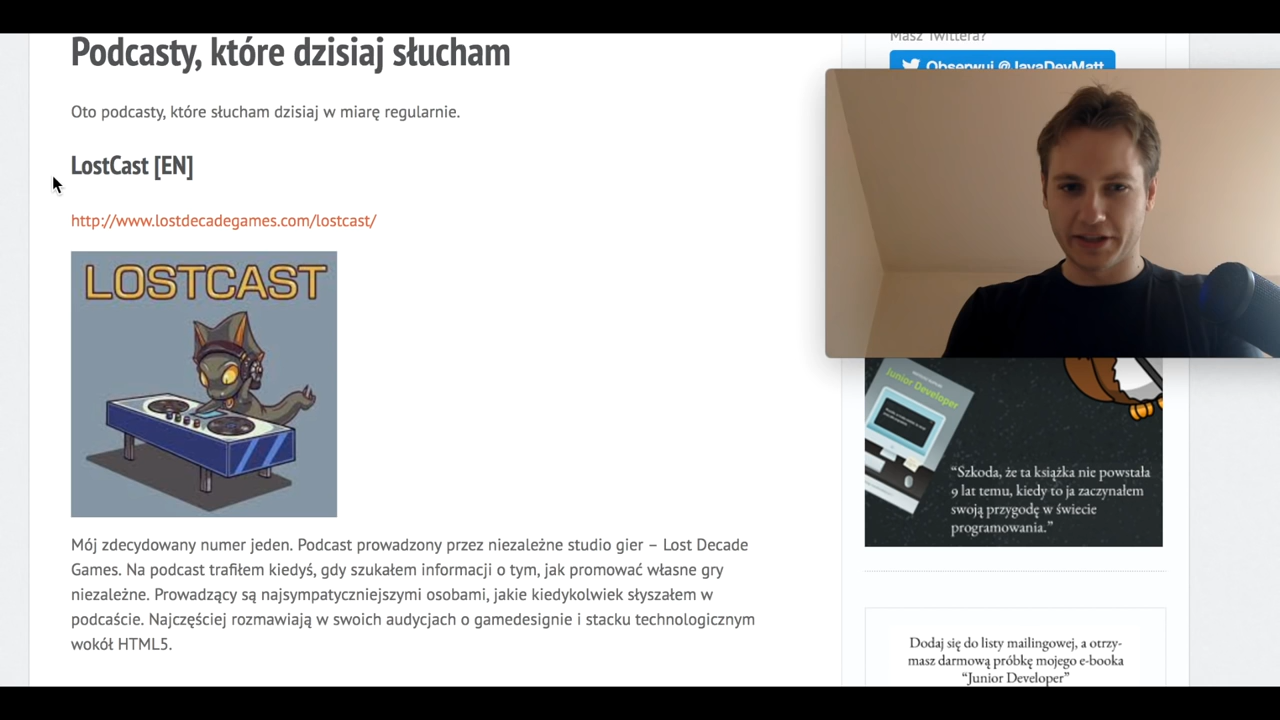 Podcasty, które dzisiaj słucham
Oto podcasty, które słucham dzisiaj w miarę regularnie.
LostCast [EN]
http://www.lostdecadegames.com/lostcast/
LOSTCAST
Mój zdecydowany numer jeden. Podcast prowadzony przez niezależne studio gier – Lost Decade
Games. Na podcast trafiłem kiedyś, gdy szukałem informacji o tym, jak promować własne gry
niezależne. Prowadzący są najsympatyczniejszymi osobami, jakie kiedykolwiek słyszałem w
podcaście. Najczęściej rozmawiają w swoich audycjach o gamedesignie i stacku technologicznym
wokół HTML5.
Masz Twittera?
Obserwuj @JavaDevMatt
Junior Developer
“Szkoda, że ta książka nie powstała
9 lat temu, kiedy to ja zaczynałem
swoją przygodę w świecie
programowania.”
Dodaj się do listy mailingowej, a otrzy-
masz darmową próbkę mojego e-booka
“Junior Developer”